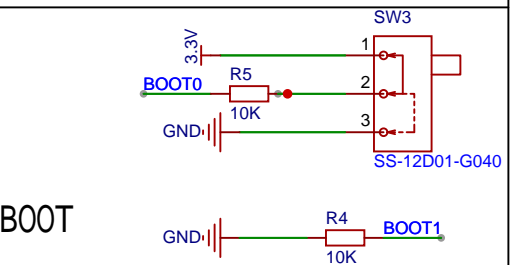 SW3
3.3V
1
BOOT0
R5
2
10K
GND
3
SS-12D01-G040
BOOT
GND
R4
BOOT1
10K